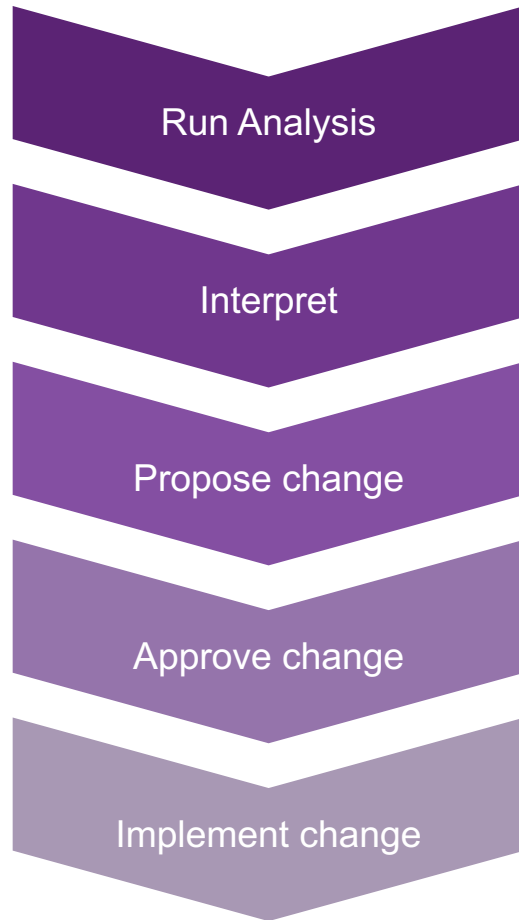 Run Analysis
Interpret
Propose change
Approve change
Implement change